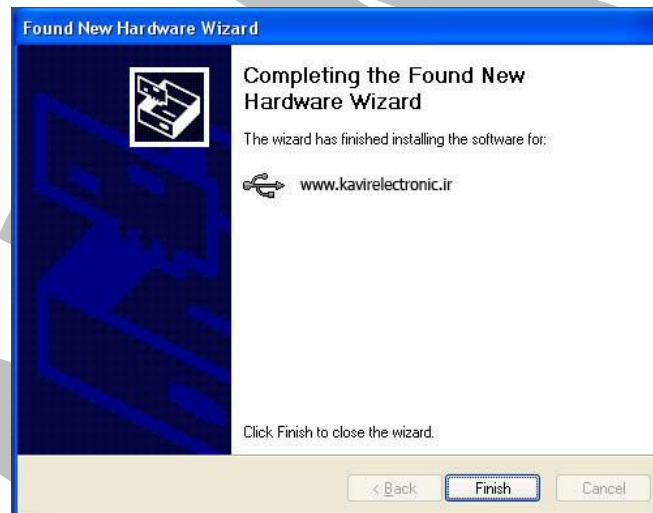 Found New Hardware Wizard
Completing the Found New
Hardware Wizard
The wizard has finished installing the software for:
www.kavirelectronic.ir
Click Finish to close the wizard.
< Back
Finish
Cancel